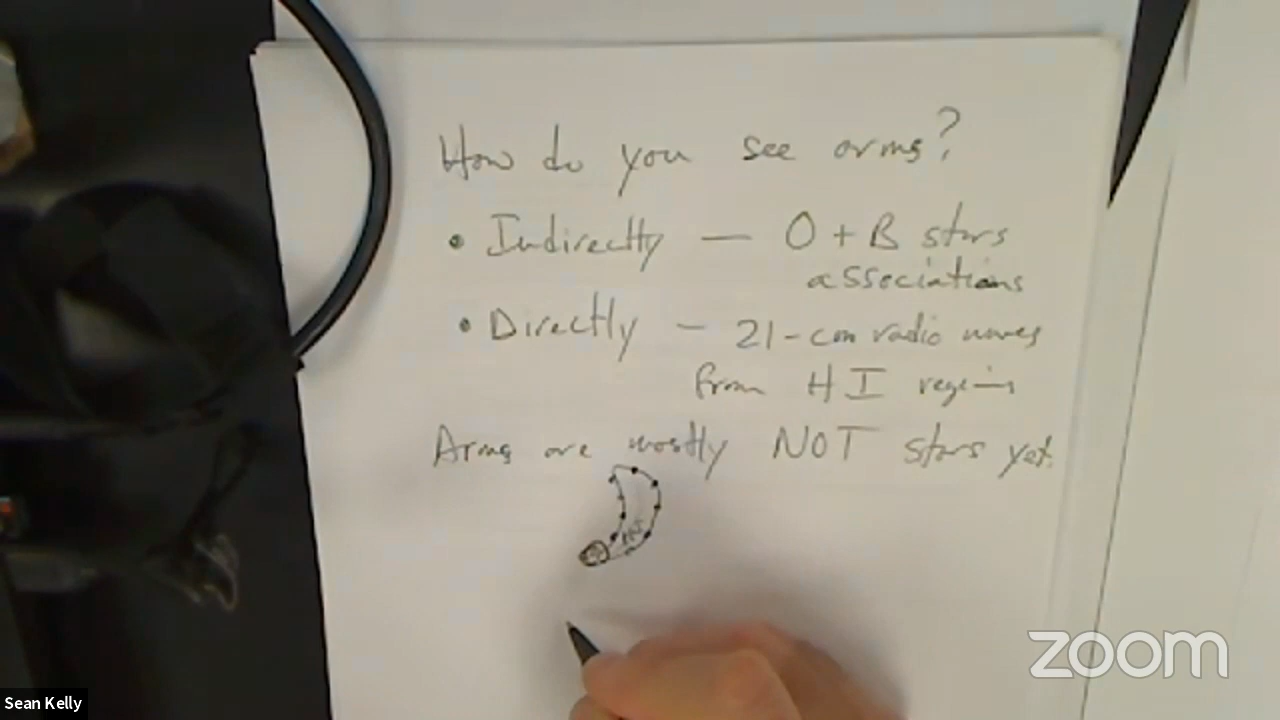 How do you see arms?
• Indirectly — O + B stars
associations
• Directly — 21-cm radio waves
from H I regions
Arms are mostly NOT stars yet.
zoom
Sean Kelly